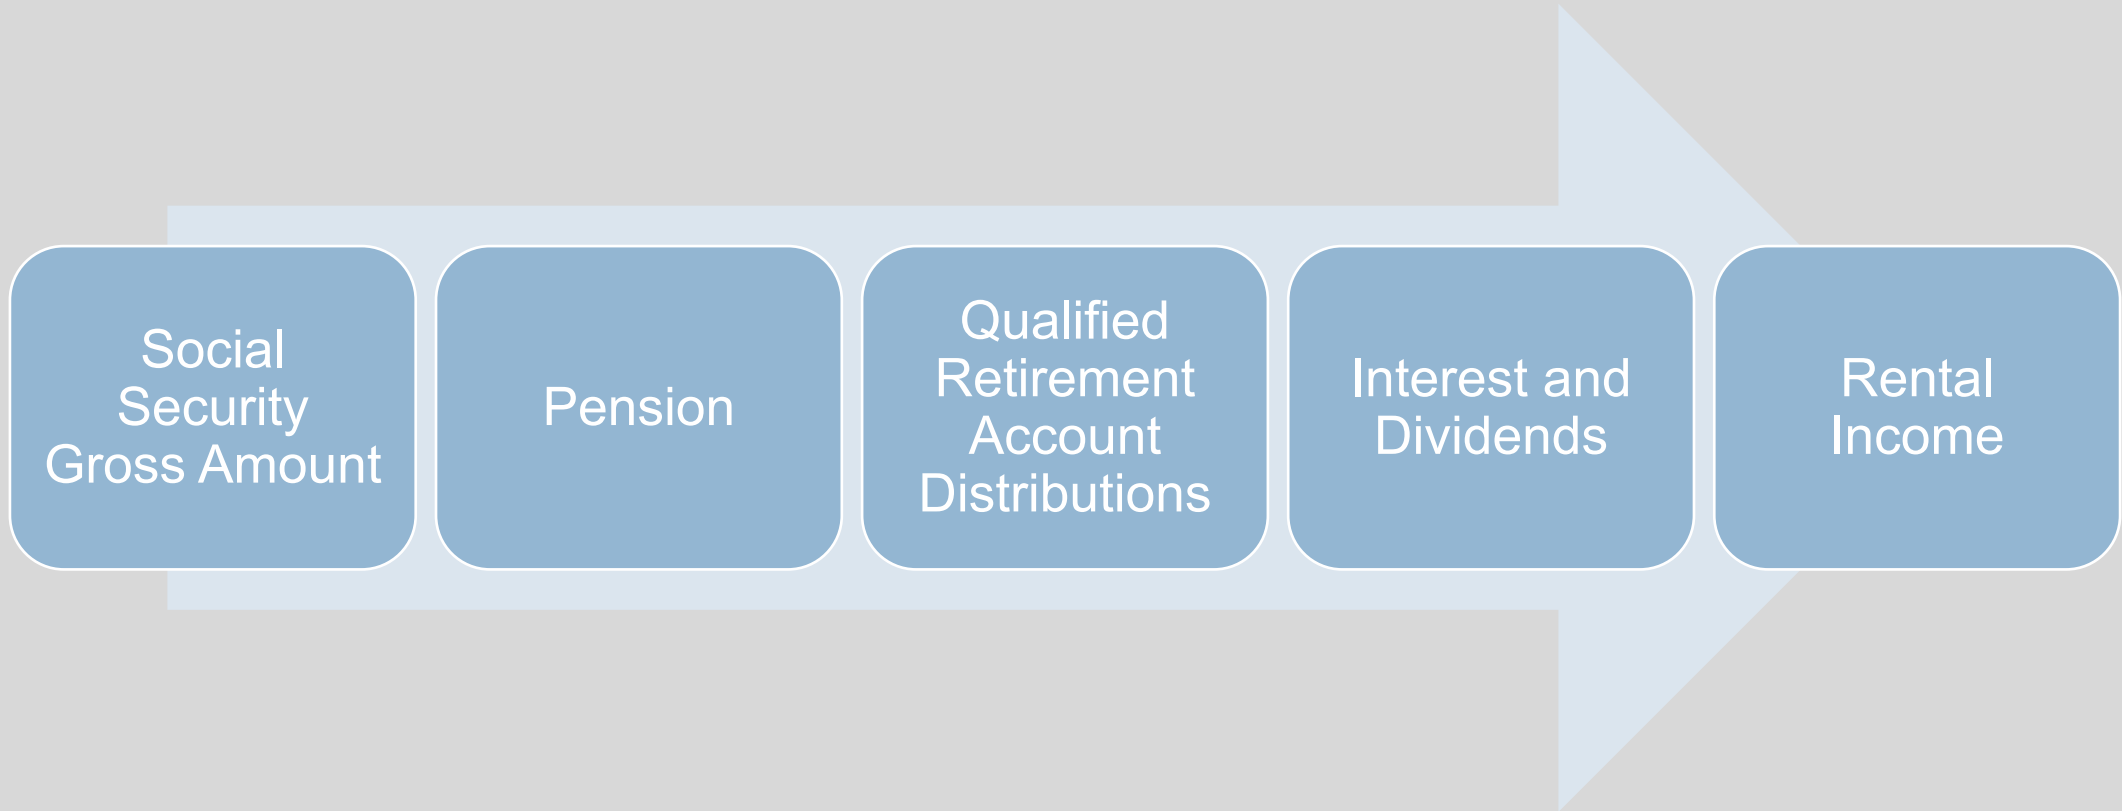 Social
Security
Gross Amount
Pension
Qualified
Retirement
Account
Distributions
Interest and
Dividends
Rental
Income